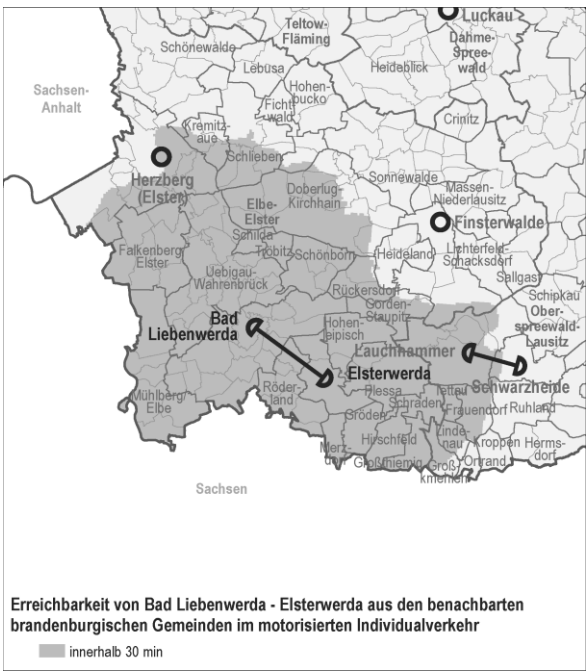 Luckau
Teltow-
Fläming
Dahme-
Spree-
wald
Schönewalde
Lebusa
Heideblick
Hohen-
bucko
Sachsen-
Anhalt
Ficht-
wald
Crinitz
Kremitz-
aue
Schlieben
Herzberg
(Elster)
Sonnewalde
Doberlug-
Kirchhain
Massen-
Niederlausitz
Elbe-
Elster
Finsterwalde
Schilda
Falkenberg
Elster
Tröbitz
Schönborn
Heideland
Lichterfeld-
Schacksdorf
Uebigau-
Wahrenbrück
Sallgast
Rückersdorf
Schipkau
Gorden-
Staupitz
Ober-
spreewald-
Lausitz
Bad
Liebenwerda
Hohen-
leipisch
Lauchhammer
Elsterwerda
Schwarzheide
Mühlberg
Elbe
Röder-
land
Plessa
Tettau
Schraden
Frauendorf
Ruhland
Gröden
Merz-
dorf
Hirschfeld
Linde-
nau
Kroppen
Herms-
dorf
Großthiemig
Groß-
kmehlen
Ortrand
Sachsen
Erreichbarkeit von Bad Liebenwerda - Elsterwerda aus den benachbarten
brandenburgischen Gemeinden im motorisierten Individualverkehr
innerhalb 30 min